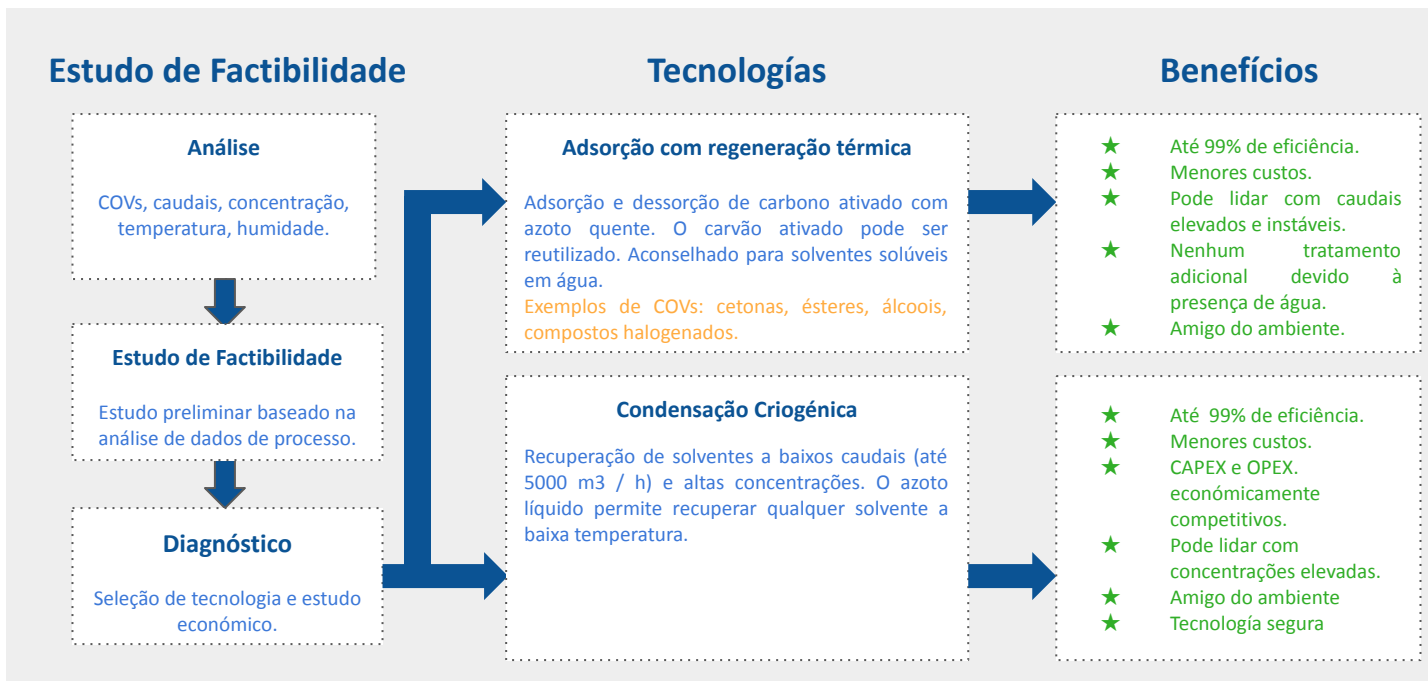 Estudo de Factibilidade
Análise
COVs, caudais, concentração,
temperatura, humidade.
Estudo de Factibilidade
Estudo preliminar baseado na
análise de dados de processo.
Diagnóstico
Seleção de tecnologia e estudo
económico.
Tecnologías
Adsorção com regeneração térmica
Adsorção e dessorção de carbono ativado com
azoto quente. O carvão ativado pode ser
reutilizado. Aconselhado para solventes solúveis
em água.
Exemplos de COVs: cetonas, ésteres, álcoois,
compostos halogenados.
Condensação Criogénica
Recuperação de solventes a baixos caudais (até
5000 m3 / h) e altas concentrações. O azoto
líquido permite recuperar qualquer solvente a
baixa temperatura.
Benefícios
★ Até 99% de eficiência.
★ Menores custos.
★ Pode lidar com caudais
elevados e instáveis.
★ Nenhum tratamento
adicional devido à
presença de água.
★ Amigo do ambiente.
★ Até 99% de eficiência.
★ Menores custos.
★ CAPEX e OPEX.
económicamente
competitivos.
★ Pode lidar com
concentrações elevadas.
★ Amigo do ambiente
★ Tecnología segura